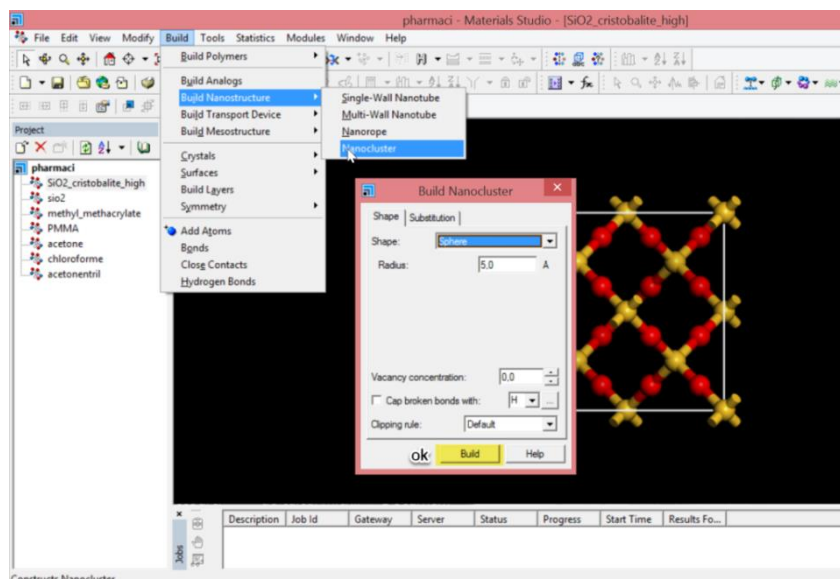 pharmaci - Materials Studio - [SiO2_cristobalite_high]
File Edit View Modify Build Tools Statistics Modules Window Help
Build Polymers
Build Analogs
Build Nanostructure
Build Transport Device
Build Mesostructure
Crystals
Surfaces
Build Layers
Symmetry
Add Atoms
Bonds
Close Contacts
Hydrogen Bonds
Single-Wall Nanotube
Multi-Wall Nanotube
Nanorope
Nanocluster
Project
pharmaci
SiO2_cristobalite_high
sio2
methyl_methacrylate
PMMA
acetone
chloroforme
acetonentril
Build Nanocluster
Shape Substitution
Shape: Sphere
Radius: 5.0 A
Vacancy concentration: 0.0
Cap broken bonds with: H ...
Clipping rule: Default
ok Build Help
Jobs
Description Job Id Gateway Server Status Progress Start Time Results Fo...
Constructs Nanocluster